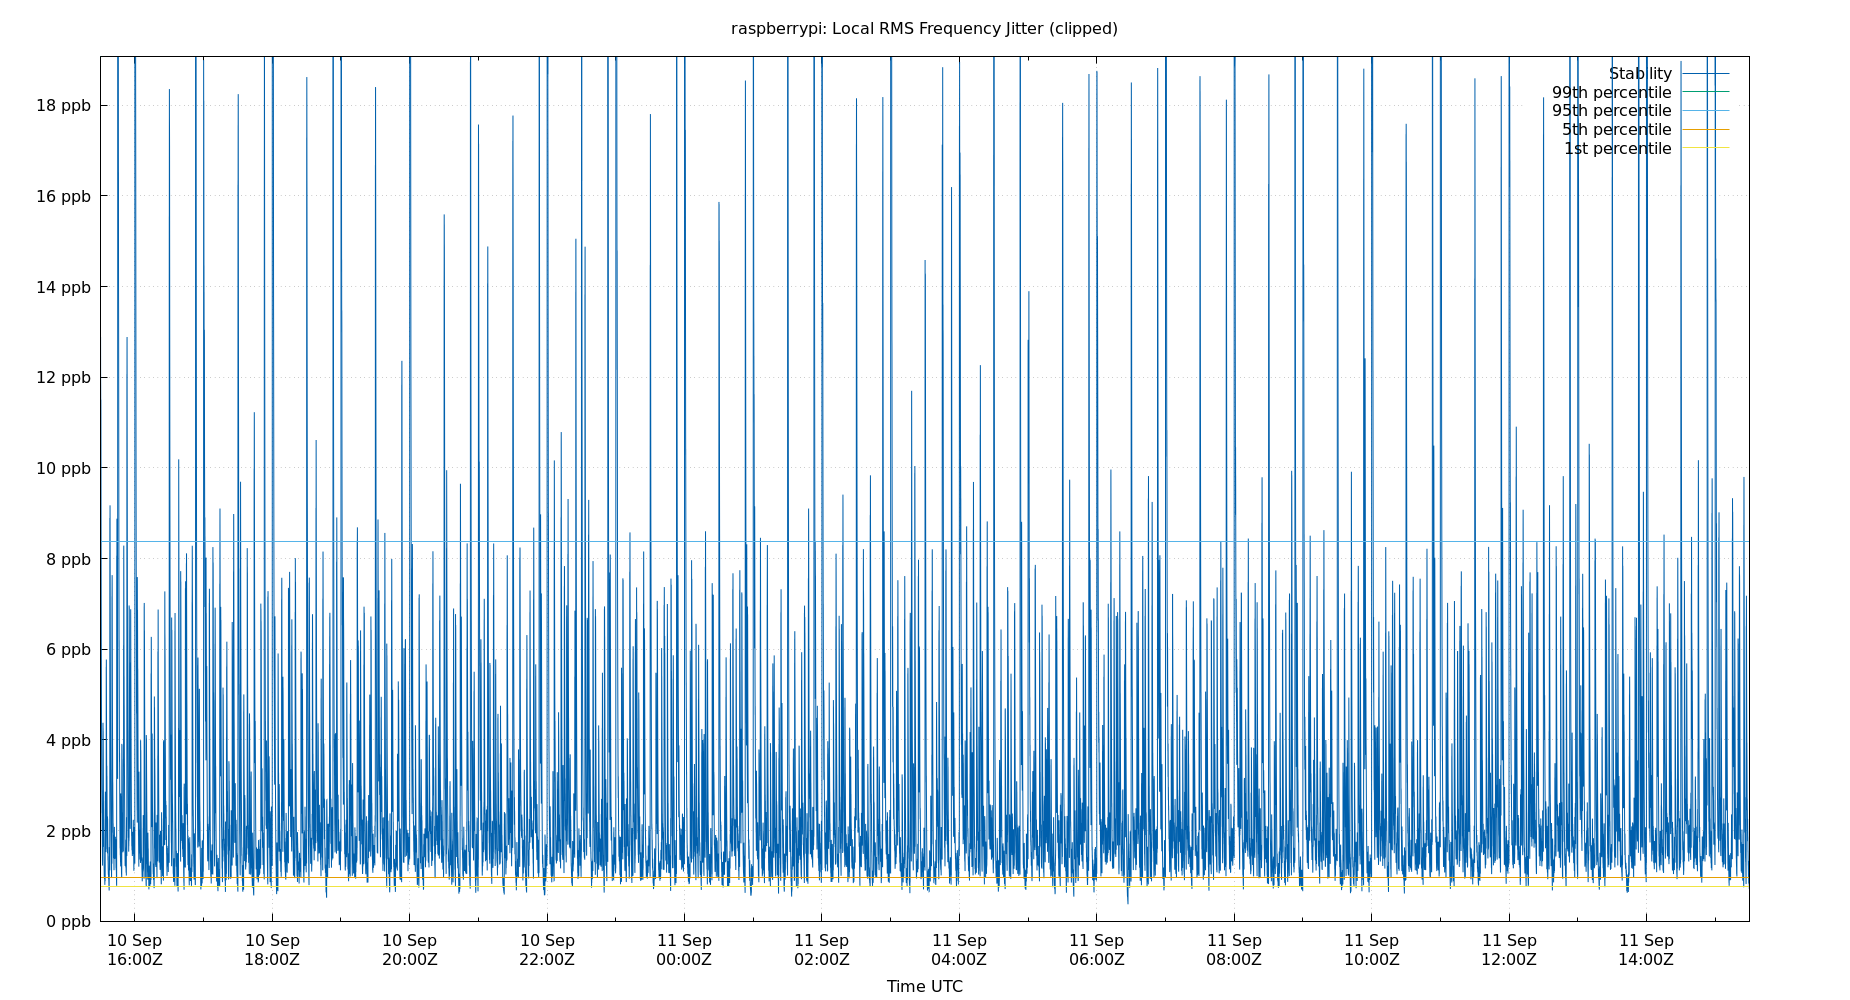 raspberrypi: Local RMS Frequency Jitter (clipped)
Stability
99th percentile
95th percentile
5th percentile
1st percentile
18 ppb
16 ppb
14 ppb
12 ppb
10 ppb
8 ppb
6 ppb
4 ppb
2 ppb
0 ppb
10 Sep 10 Sep 10 Sep 10 Sep 11 Sep 11 Sep 11 Sep 11 Sep 11 Sep 11 Sep 11 Sep 11 Sep
16:00Z 18:00Z 20:00Z 22:00Z 00:00Z 02:00Z 04:00Z 06:00Z 08:00Z 10:00Z 12:00Z 14:00Z
Time UTC